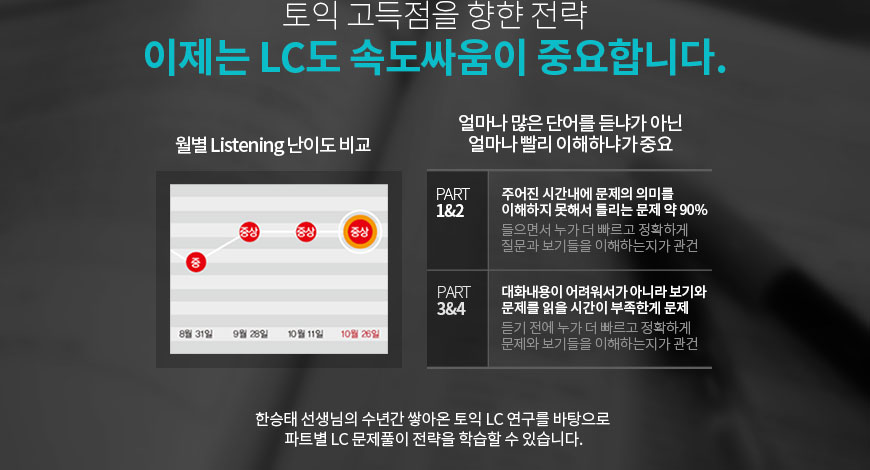 토익 고득점을 향한 전략
이제는 LC도 속도싸움이 중요합니다.
월별 Listening 난이도 비교
중
중상
중상
중상
8월 31일
9월 28일
10월 11일
10월 26일
얼마나 많은 단어를 듣냐가 아닌
얼마나 빨리 이해하냐가 중요
PART
1&2
주어진 시간내에 문제의 의미를
이해하지 못해서 틀리는 문제 약 90%
들으면서 누가 더 빠르고 정확하게
질문과 보기들을 이해하는지가 관건
PART
3&4
대화내용이 어려워서가 아니라 보기와
문제를 읽을 시간이 부족한게 문제
듣기 전에 누가 더 빠르고 정확하게
문제와 보기들을 이해하는지가 관건
한승태 선생님의 수년간 쌓아온 토익 LC 연구를 바탕으로
파트별 LC 문제풀이 전략을 학습할 수 있습니다.